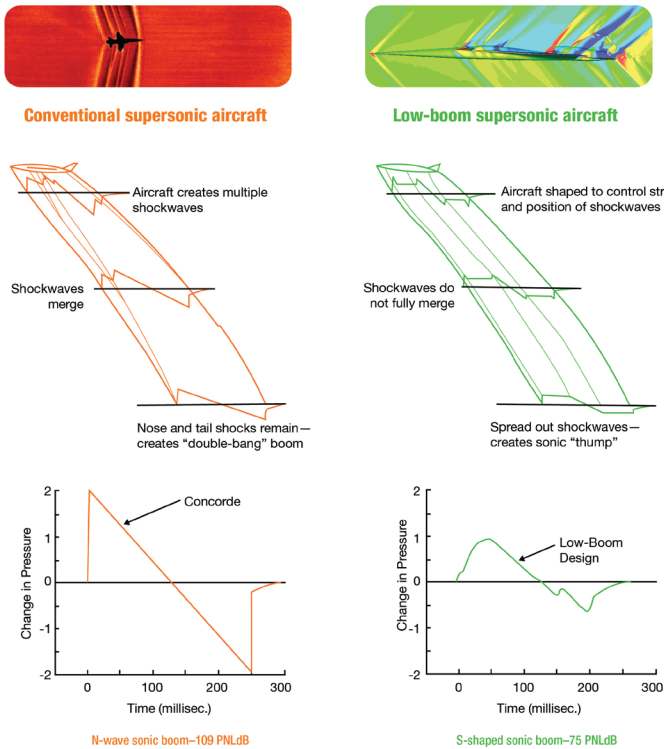 Conventional supersonic aircraft
Aircraft creates multiple
shockwaves
Shockwaves
merge
Nose and tail shocks remain—
creates “double-bang” boom
2
1
0
-1
-2
Change in Pressure
Concorde
0
100
200
300
Time (millisec.)
N-wave sonic boom–109 PNLdB
Low-boom supersonic aircraft
Aircraft shaped to control
and position of shockwaves
Shockwaves do
not fully merge
Spread out shockwaves—
creates sonic “thump”
2
1
0
-1
-2
Change in Pressure
Low-Boom
Design
0
100
200
300
Time (millisec.)
S-shaped sonic boom–75 PNLdB